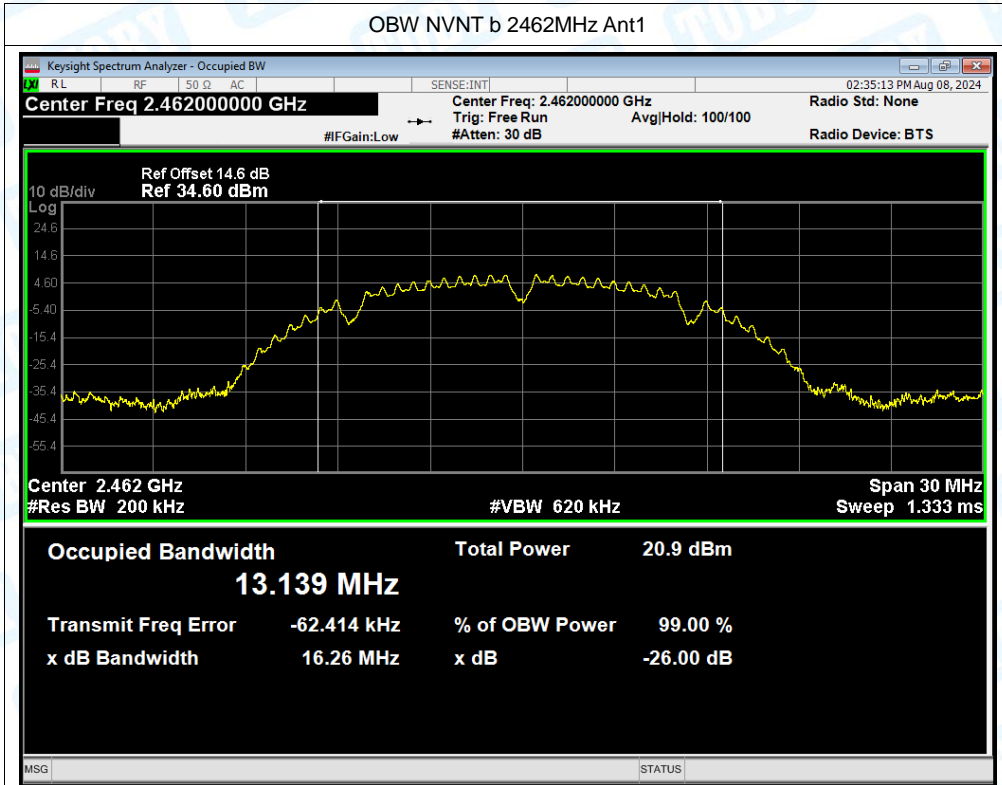 OBW NVNT b 2462MHz Ant1
Keysight Spectrum Analyzer - Occupied BW
LXI RL RF 50 Ω AC SENSE:INT 02:35:13 PM Aug 08, 2024
Center Freq 2.462000000 GHz Center Freq: 2.462000000 GHz Radio Std: None
Trig: Free Run Avg|Hold: 100/100
#IFGain:Low #Atten: 30 dB Radio Device: BTS
Ref Offset 14.6 dB
10 dB/div Ref 34.60 dBm
Log
24.6
14.6
4.60
-5.40
-15.4
-25.4
-35.4
-45.4
-55.4
Center 2.462 GHz Span 30 MHz
#Res BW 200 kHz #VBW 620 kHz Sweep 1.333 ms
Occupied Bandwidth Total Power 20.9 dBm
13.139 MHz
Transmit Freq Error -62.414 kHz % of OBW Power 99.00 %
x dB Bandwidth 16.26 MHz x dB -26.00 dB
MSG STATUS